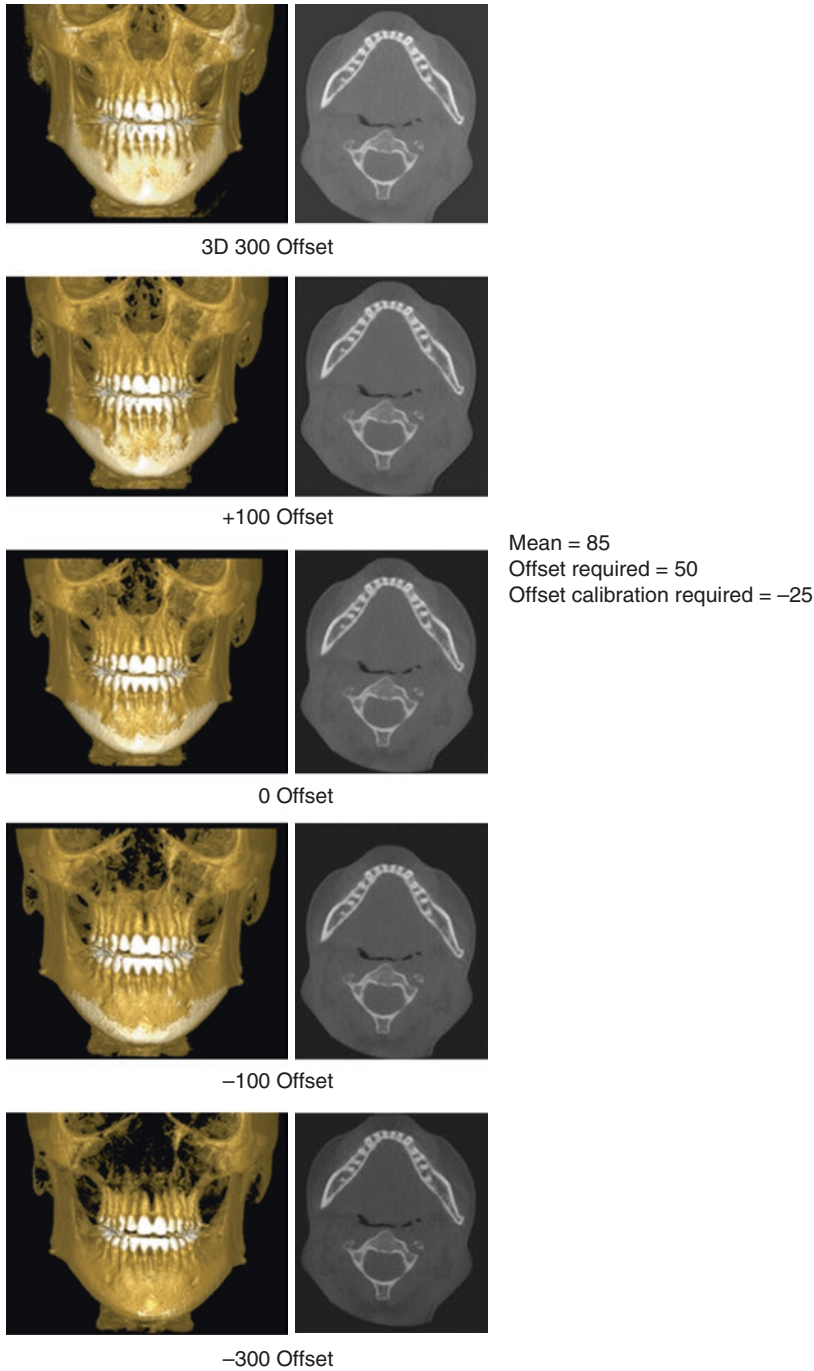 3D 300 Offset
+100 Offset
Mean = 85
Offset required = 50
Offset calibration required = –25
0 Offset
–100 Offset
–300 Offset